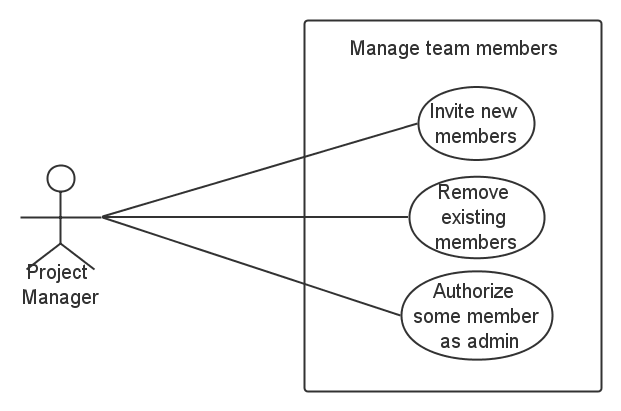 Manage team members
Invite new
members
Remove
existing
members
Authorize
some member
as admin
Project
Manager